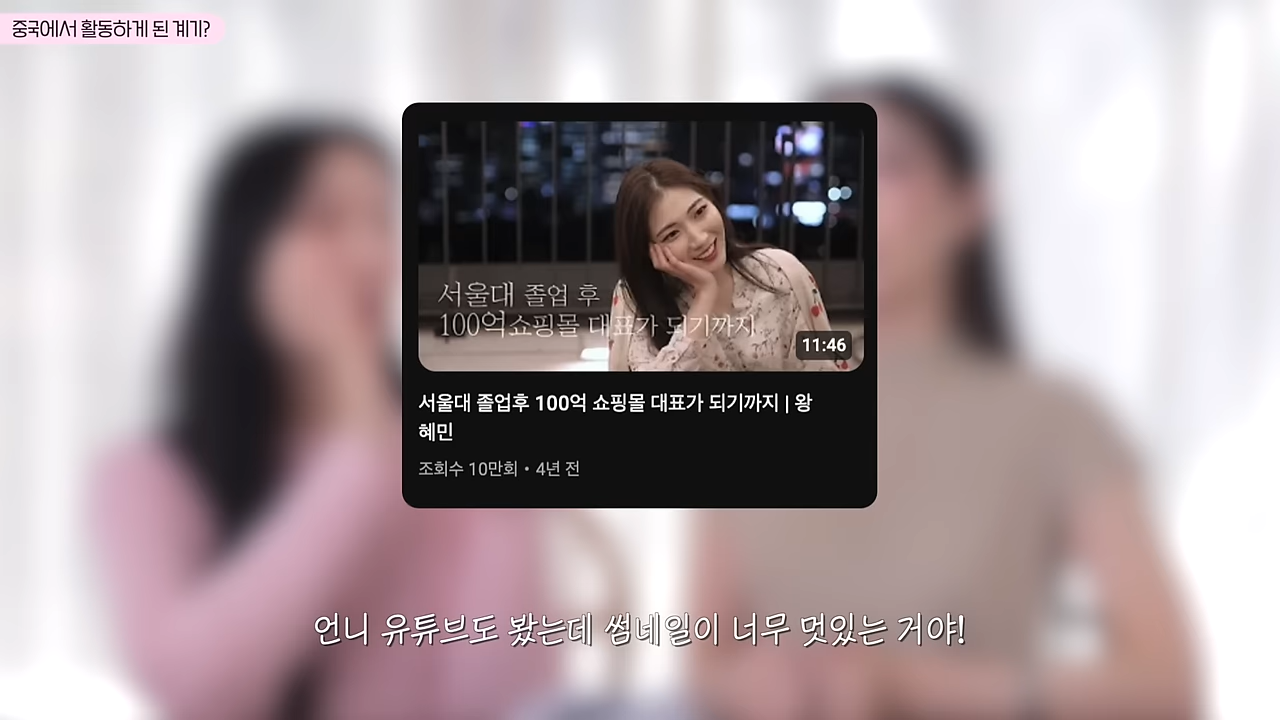 중국에서 활동하게 된 계기?
서울대 졸업 후
100억쇼핑몰 대표가 되기까지
11:46
서울대 졸업후 100억 쇼핑몰 대표가 되기까지 | 왕
혜민
조회수 10만회 • 4년 전
언니 유튜브도 봤는데 썸네일이 너무 멋있는 거야!